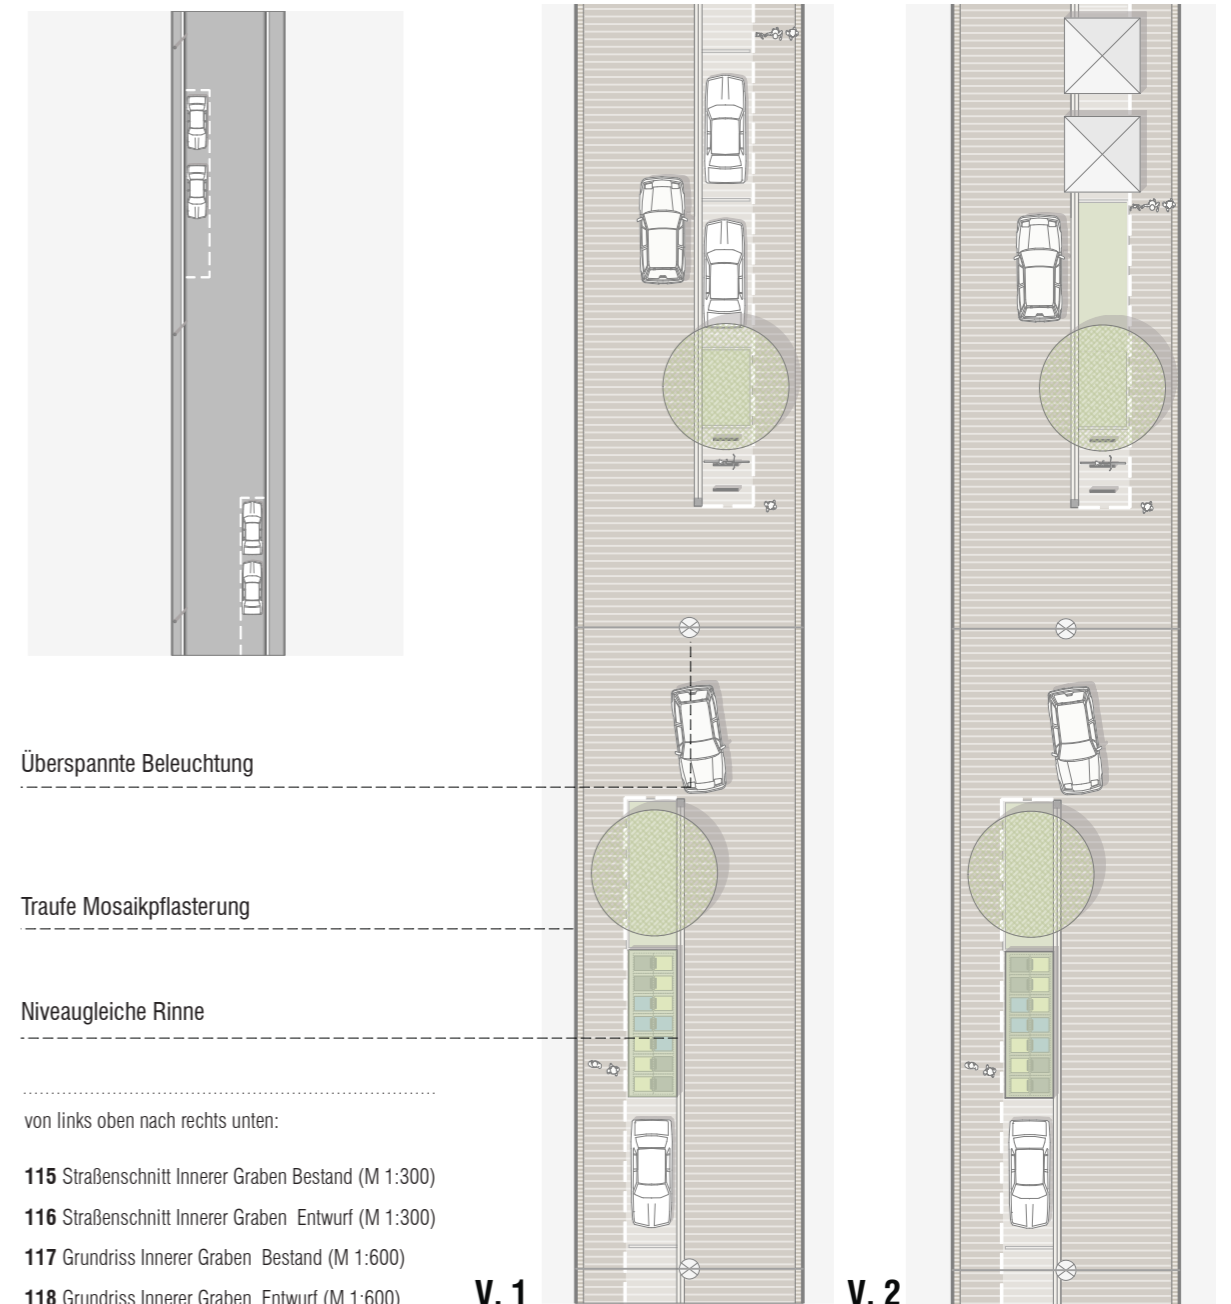 Überspannte Beleuchtung
Traufe Mosaikpflasterung
Niveaugleiche Rinne
von links oben nach rechts unten:
115 Straßenschnitt Innerer Graben Bestand (M 1:300)
116 Straßenschnitt Innerer Graben Entwurf (M 1:300)
117 Grundriss Innerer Graben Bestand (M 1:600)
118 Grundriss Innerer Graben Entwurf (M 1:600)
V. 1
V. 2